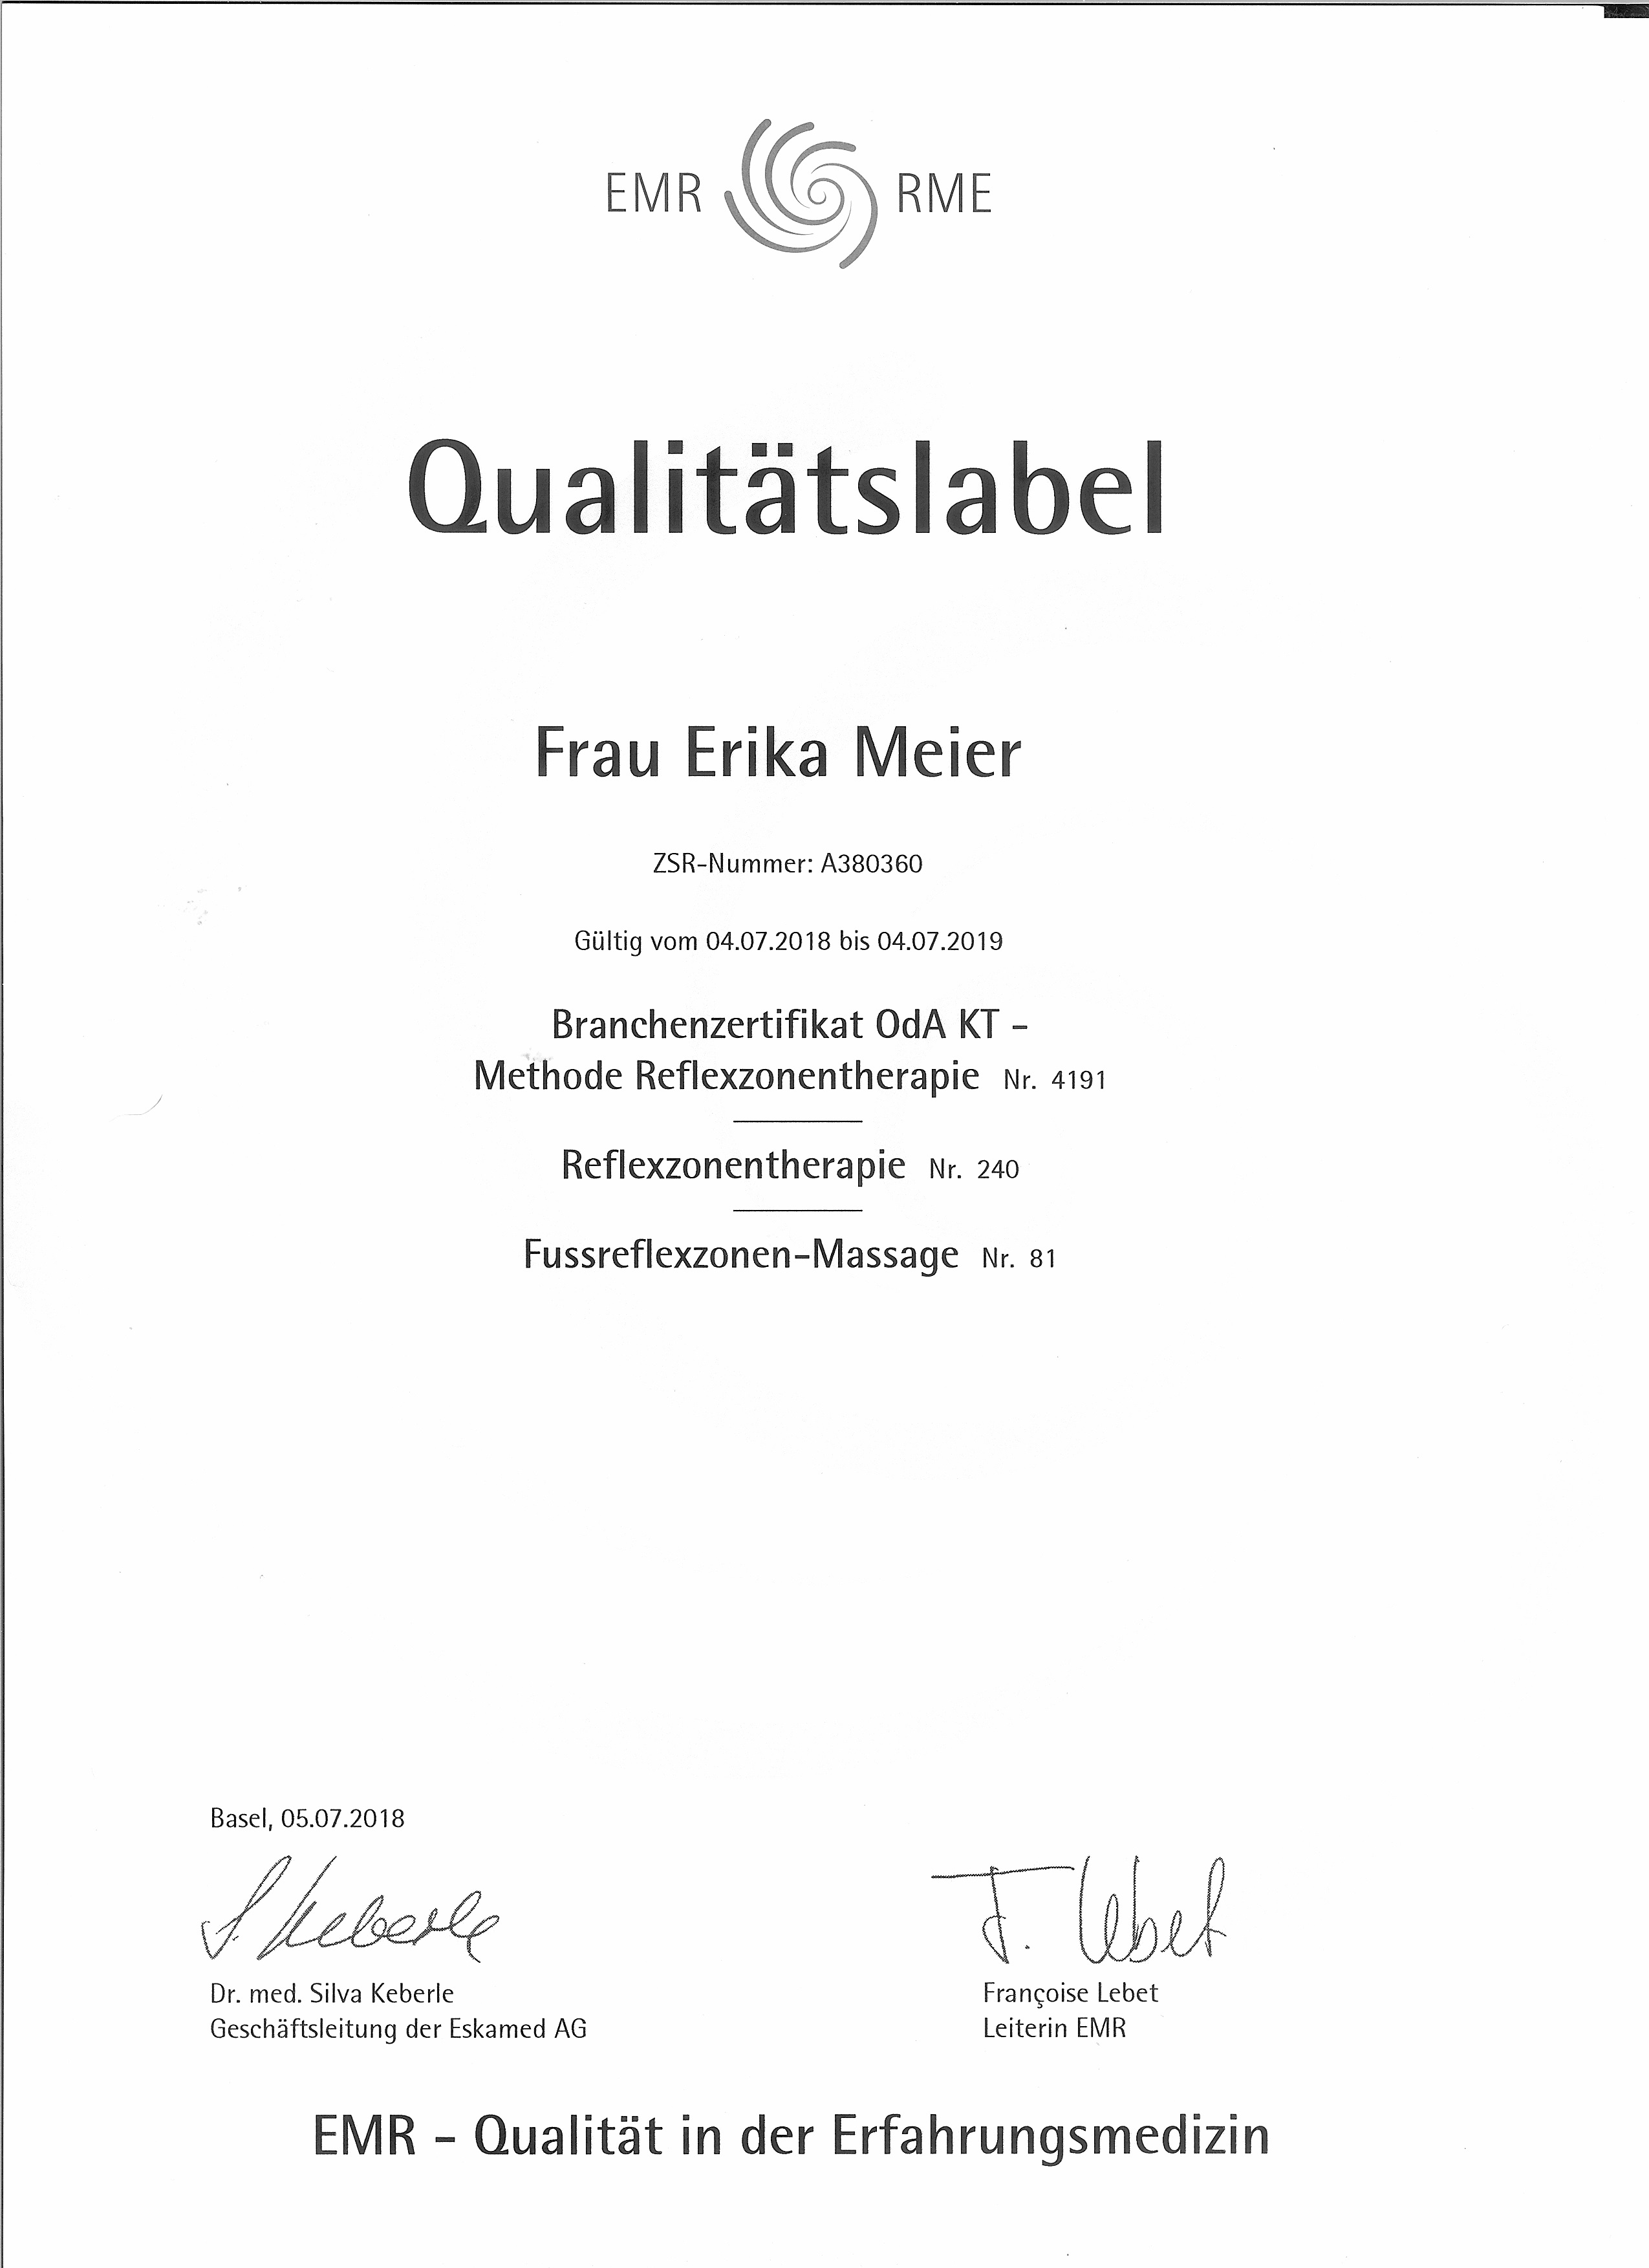 EMR RME
Qualitätslabel
Frau Erika Meier
ZSR-Nummer: A380360
Gültig vom 04.07.2018 bis 04.07.2019
Branchenzertifikat OdA KT -
Methode Reflexzonentherapie Nr. 4191
Reflexzonentherapie Nr. 240
Fussreflexzonen-Massage Nr. 81
Basel, 05.07.2018
S. Keberle F. Lebet
Dr. med. Silva Keberle Françoise Lebet
Geschäftsleitung der Eskamed AG Leiterin EMR
EMR - Qualität in der Erfahrungsmedizin